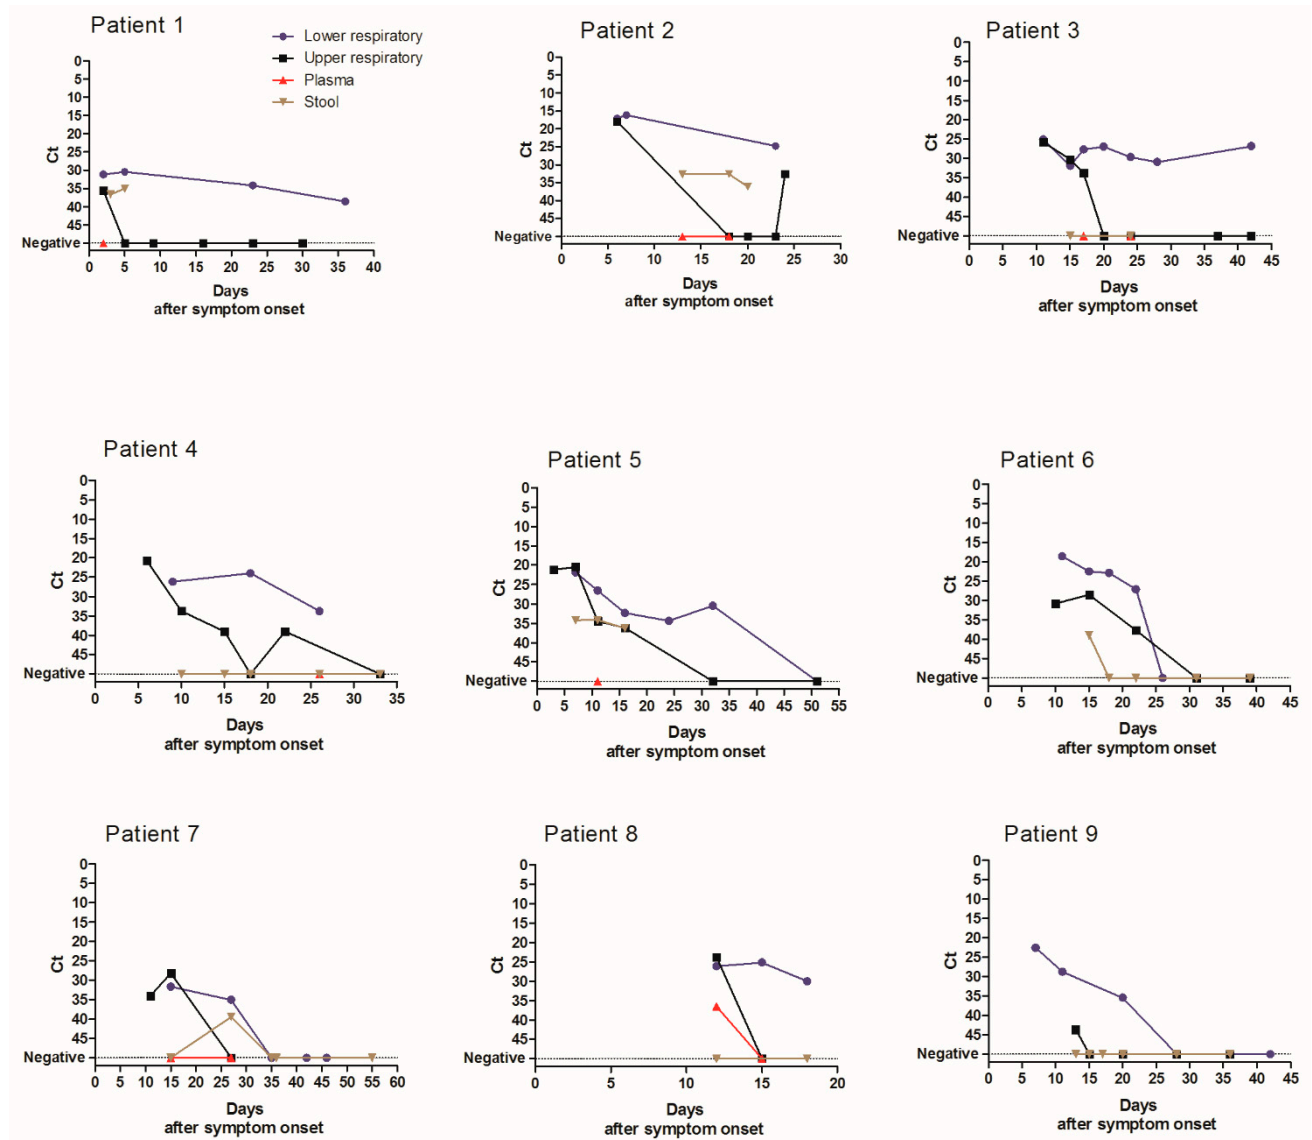 Patient 1
Lower respiratory
Upper respiratory
Plasma
Stool
0
5
10
15
20
25
30
35
40
45
Negative
Ct
0 5 10 15 20 25 30 35 40
Days
after symptom onset
Patient 2
0
5
10
15
20
25
30
35
40
45
Negative
Ct
0 5 10 15 20 25 30
Days
after symptom onset
Patient 3
0
5
10
15
20
25
30
35
40
45
Negative
Ct
0 5 10 15 20 25 30 35 40 45
Days
after symptom onset
Patient 4
0
5
10
15
20
25
30
35
40
45
Negative
Ct
0 5 10 15 20 25 30 35
Days
after symptom onset
Patient 5
0
5
10
15
20
25
30
35
40
45
Negative
Ct
0 5 10 15 20 25 30 35 40 45 50 55
Days
after symptom onset
Patient 6
0
5
10
15
20
25
30
35
40
45
Negative
Ct
0 5 10 15 20 25 30 35 40 45
Days
after symptom onset
Patient 7
0
5
10
15
20
25
30
35
40
45
Negative
Ct
0 5 10 15 20 25 30 35 40 45 50 55 60
Days
after symptom onset
Patient 8
0
5
10
15
20
25
30
35
40
45
Negative
Ct
0 5 10 15 20
Days
after symptom onset
Patient 9
0
5
10
15
20
25
30
35
40
45
Negative
Ct
0 5 10 15 20 25 30 35 40 45
Days
after symptom onset